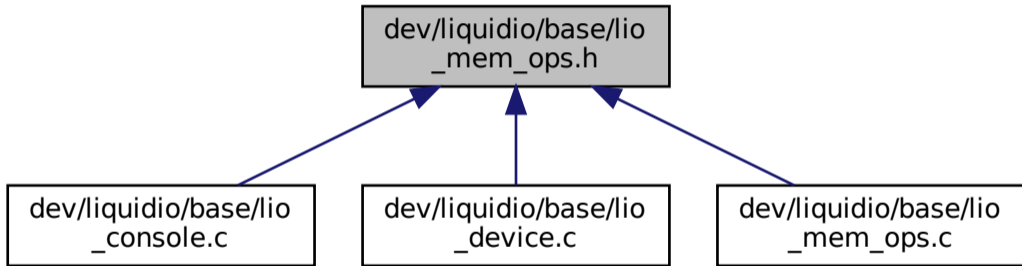 dev/liquidio/base/lio
_mem_ops.h
dev/liquidio/base/lio
_console.c
dev/liquidio/base/lio
_device.c
dev/liquidio/base/lio
_mem_ops.c